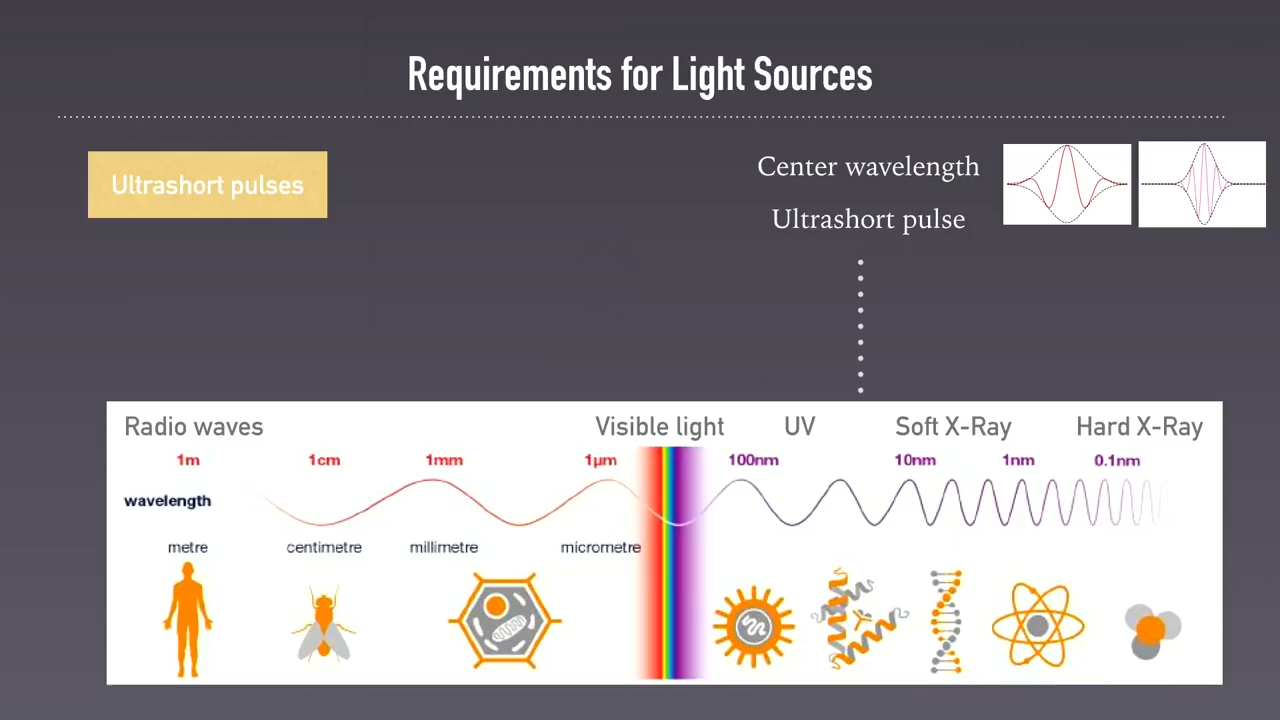 Requirements for Light Sources
Ultrashort pulses
Center wavelength
Ultrashort pulse
Radio waves Visible light UV Soft X-Ray Hard X-Ray
1m 1cm 1mm 1µm 100nm 10nm 1nm 0.1nm
wavelength
metre centimetre millimetre micrometre